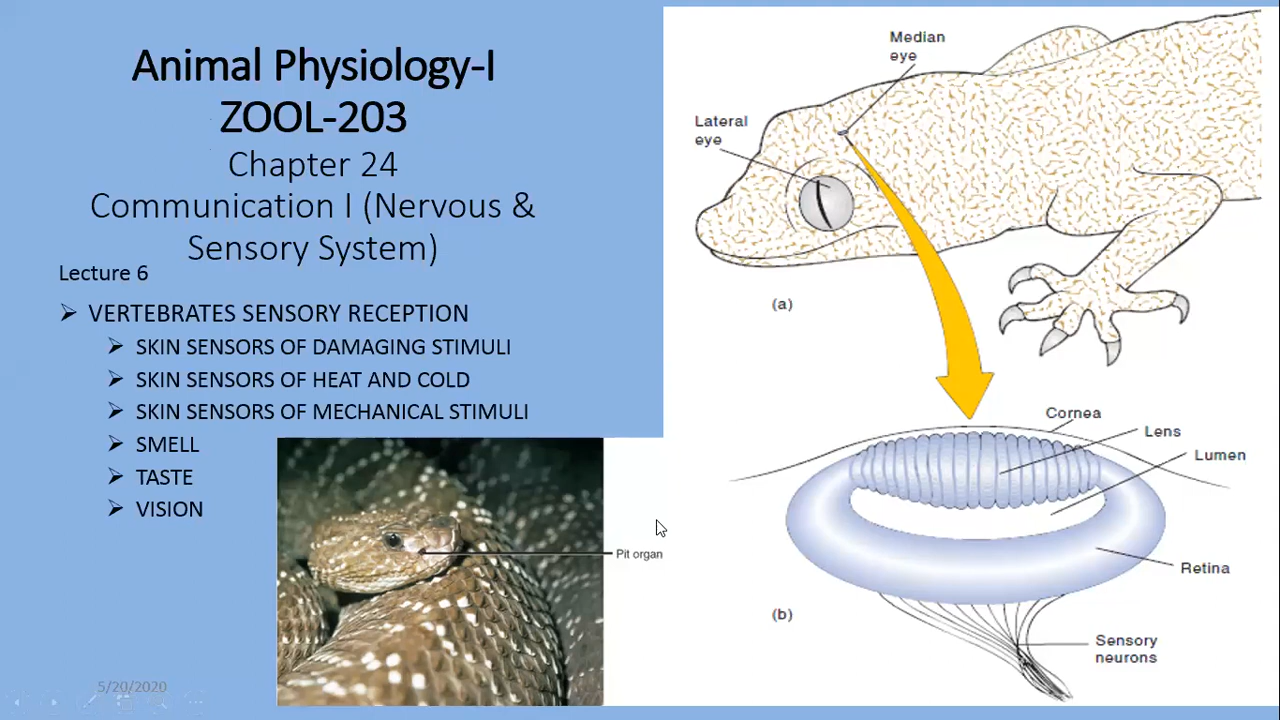 Animal Physiology-I
ZOOL-203
Chapter 24
Communication I (Nervous &
Sensory System)
Lecture 6
VERTEBRATES SENSORY RECEPTION
SKIN SENSORS OF DAMAGING STIMULI
SKIN SENSORS OF HEAT AND COLD
SKIN SENSORS OF MECHANICAL STIMULI
SMELL
TASTE
VISION
Pit organ
5/20/2020
Median
eye
Lateral
eye
(a)
Cornea
Lens
Lumen
Retina
(b)
Sensory
neurons